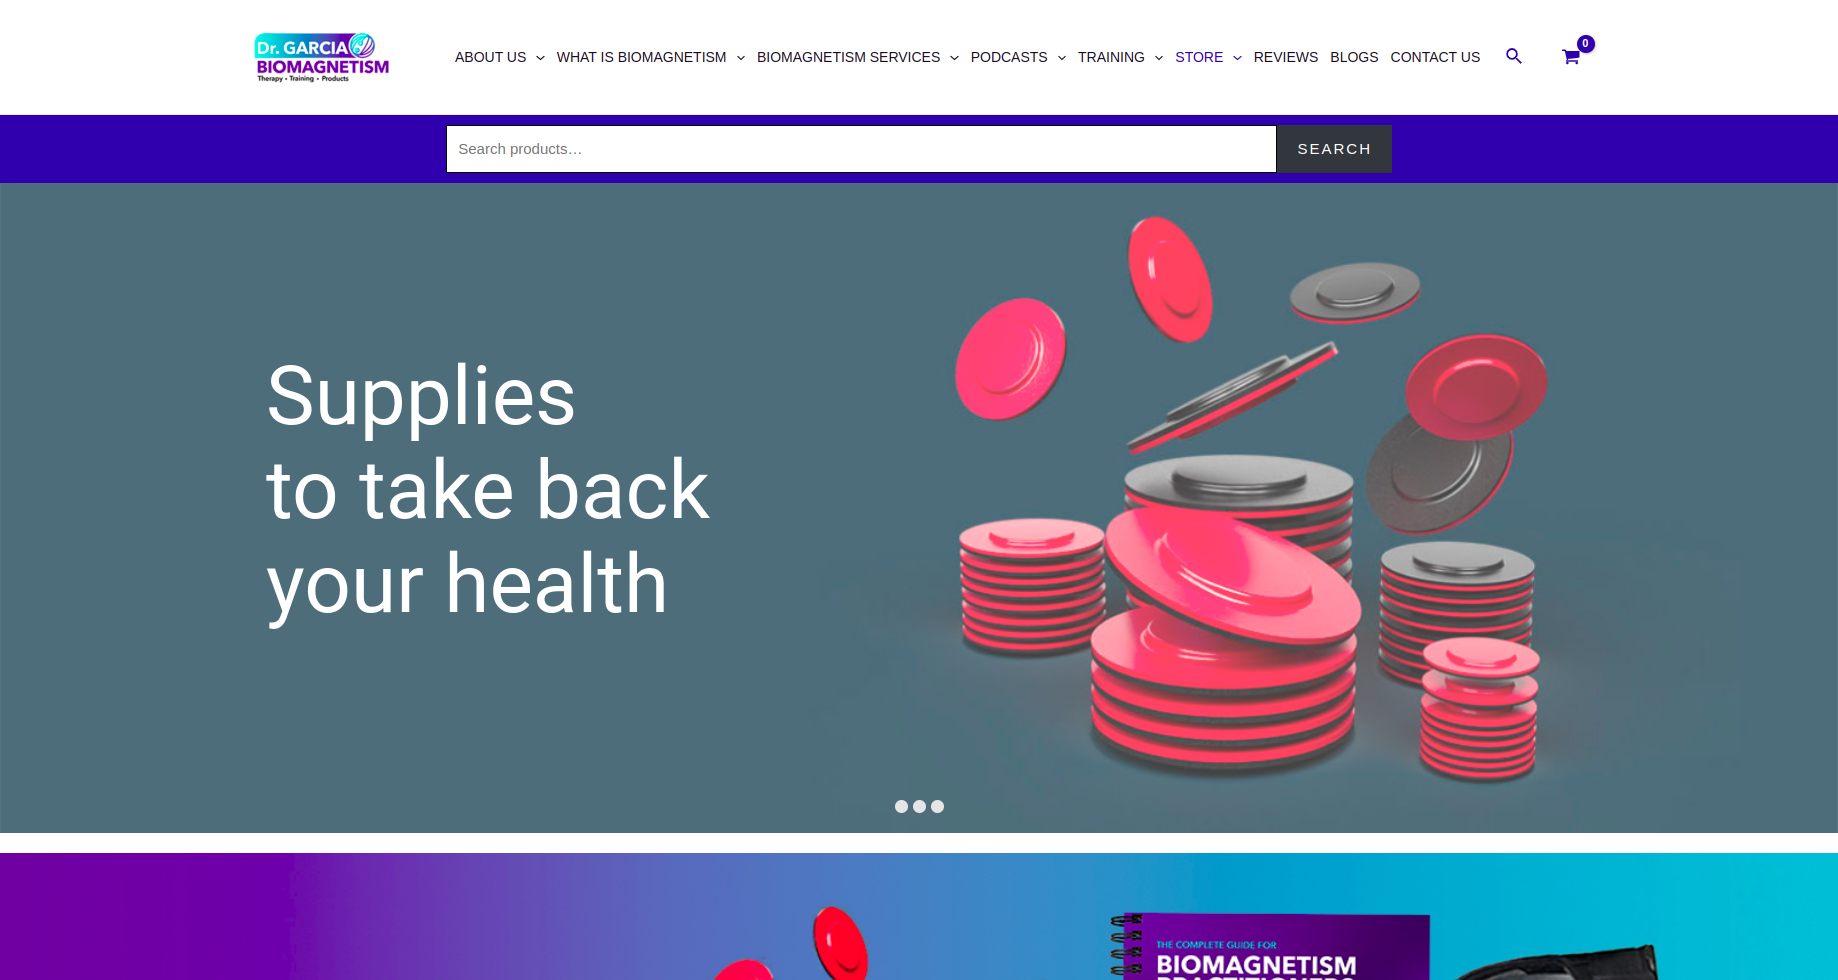 Dr. GARCIA
BIOMAGNETISM
Therapy • Training • Products
ABOUT US
WHAT IS BIOMAGNETISM
BIOMAGNETISM SERVICES
PODCASTS
TRAINING
STORE
REVIEWS
BLOGS
CONTACT US
0
Search products...
SEARCH
Supplies
to take back
your health
THE COMPLETE GUIDE FOR
BIOMAGNETISM
PRACTITIONERS